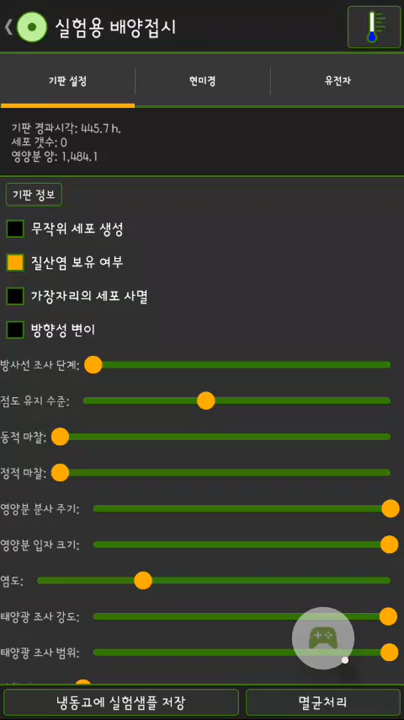 실험용 배양접시
기판 설정
현미경
유전자
기판 경과시각: 445.7 h.
세포 갯수: 0
영양분 양: 1,484.1
기판 정보
무작위 세포 생성
질산염 보유 여부
가장자리의 세포 사멸
방향성 변이
방사선 조사 단계:
점도 유지 수준:
동적 마찰:
정적 마찰:
영양분 분사 주기:
영양분 입자 크기:
염도:
태양광 조사 강도:
태양광 조사 범위:
냉동고에 실험샘플 저장
멸균처리